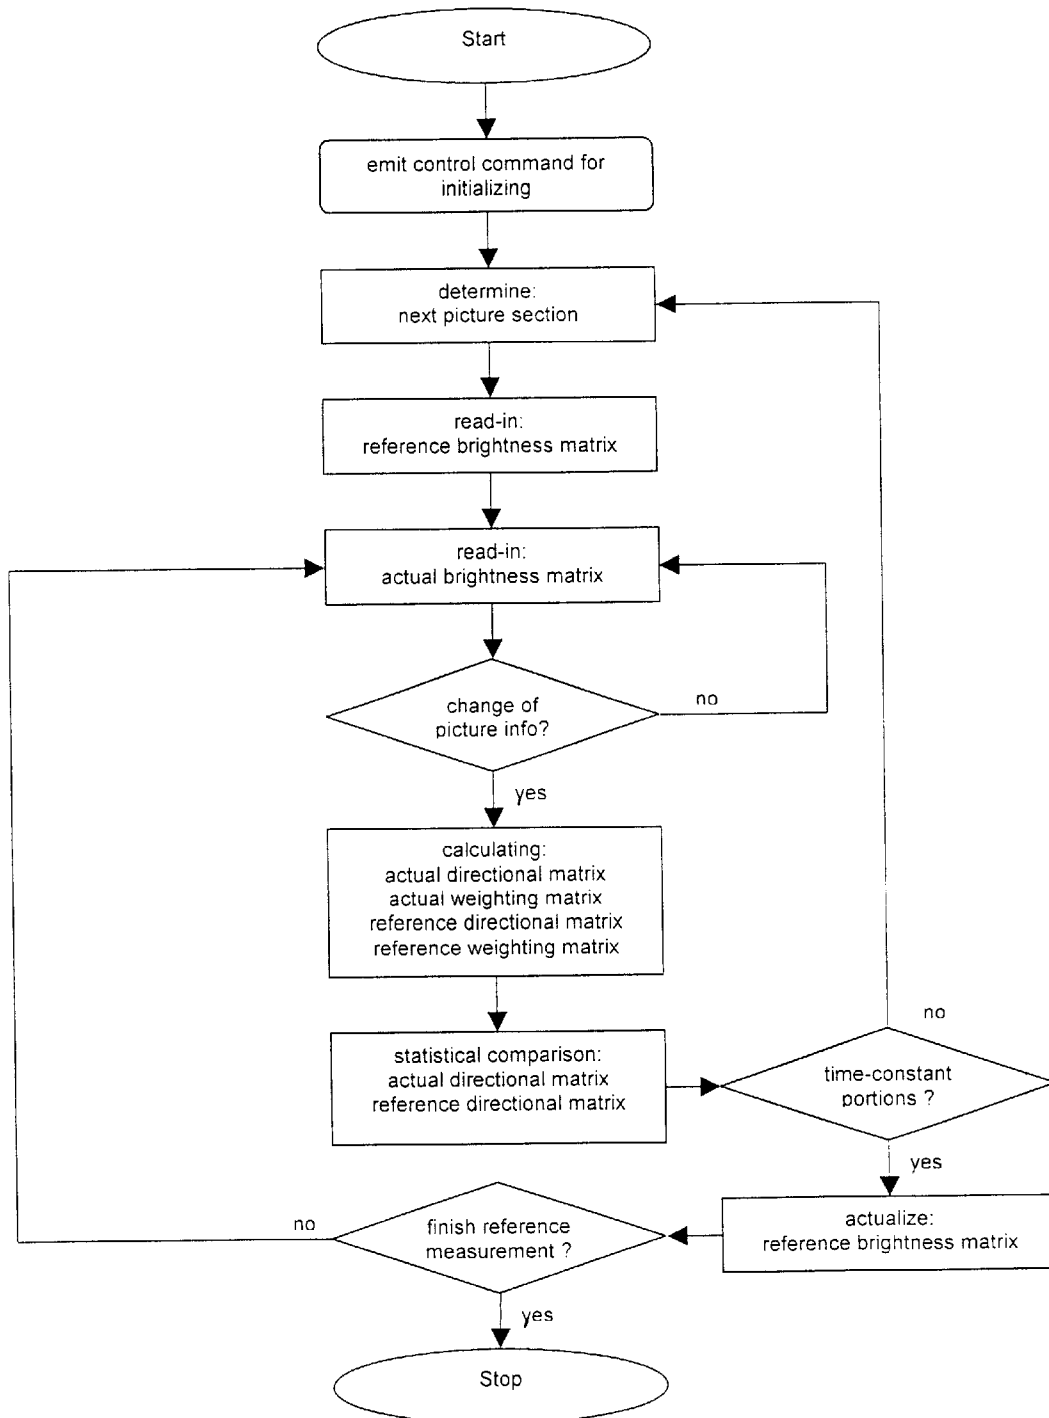 Start
emit control command for
initializing
determine:
next picture section
read-in:
reference brightness matrix
read-in:
actual brightness matrix
change of
picture info?
no
yes
calculating:
actual directional matrix
actual weighting matrix
reference directional matrix
reference weighting matrix
statistical comparison:
actual directional matrix
reference directional matrix
no
time-constant
portions ?
yes
actualize:
reference brightness matrix
finish reference
measurement ?
no
yes
Stop